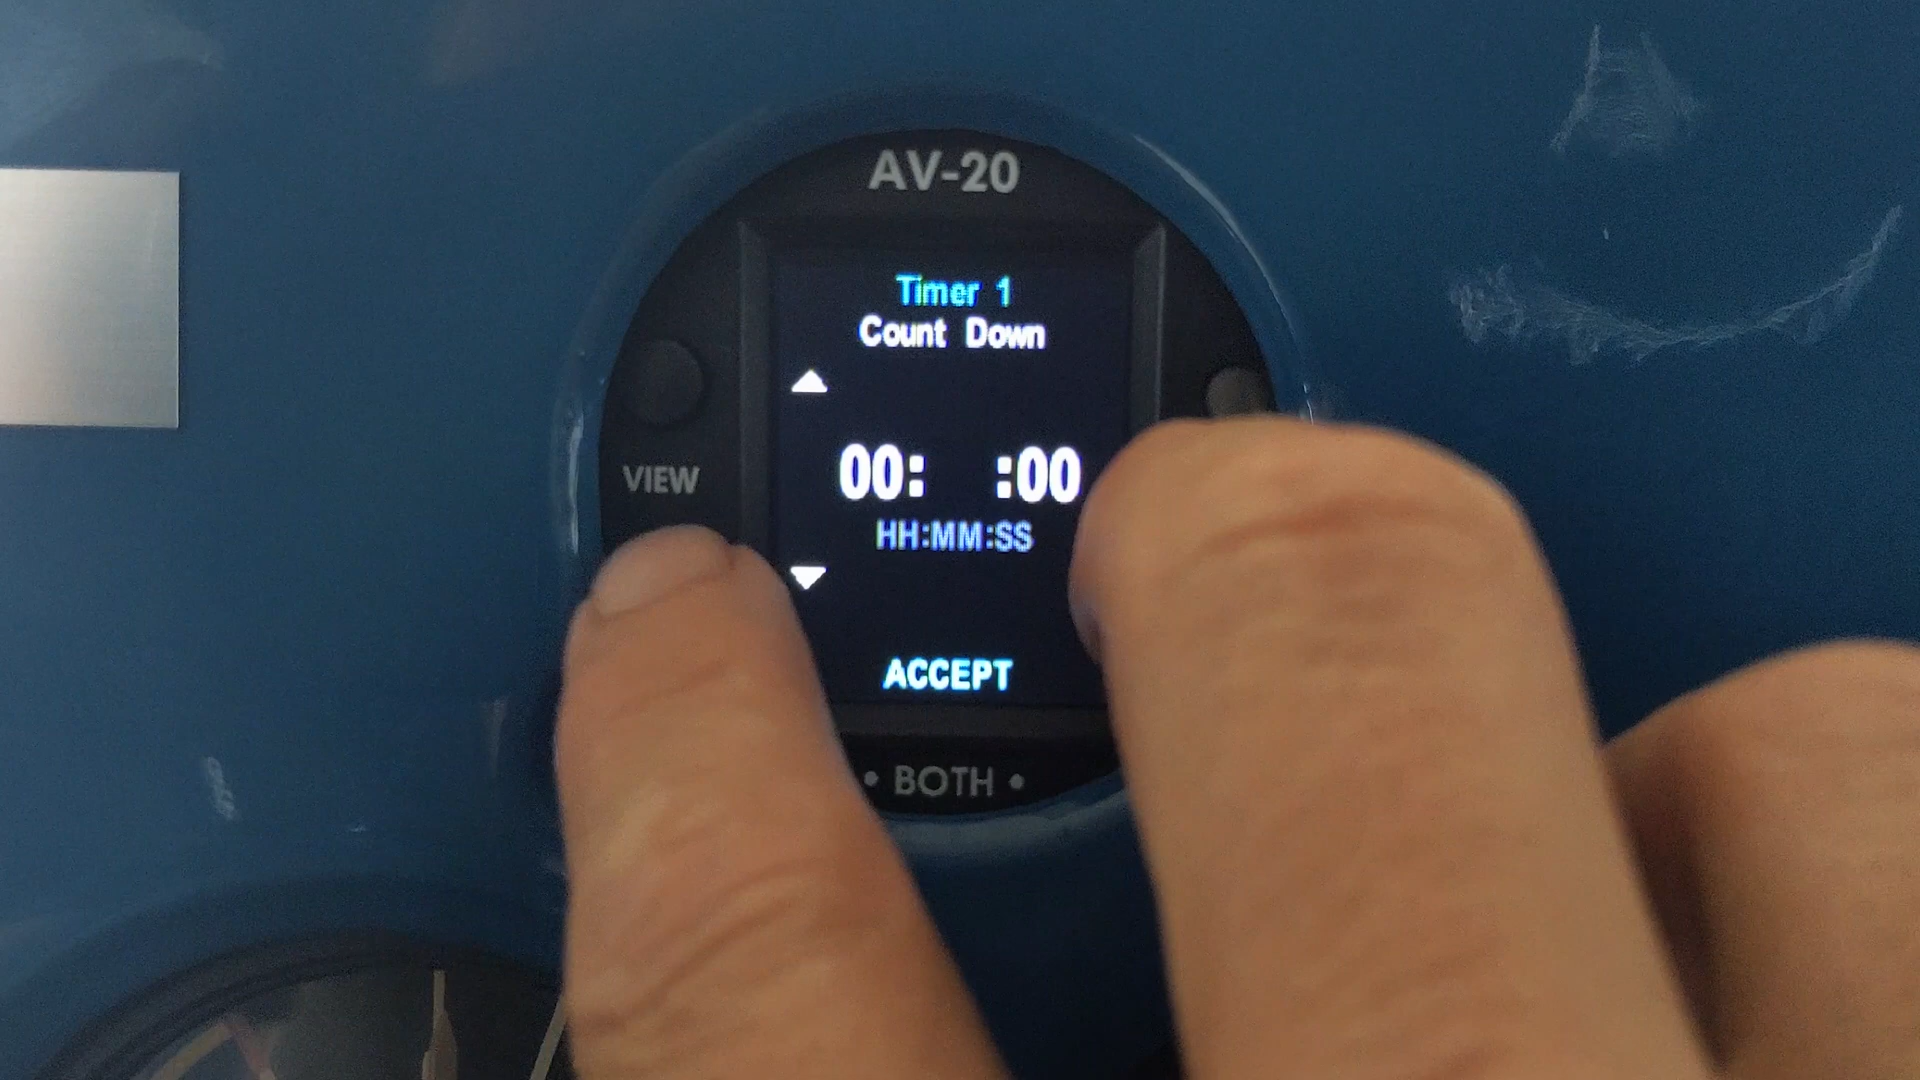 AV-20
Timer 1
Count Down
00: :00
VIEW
HH:MM:SS
ACCEPT
• BOTH •